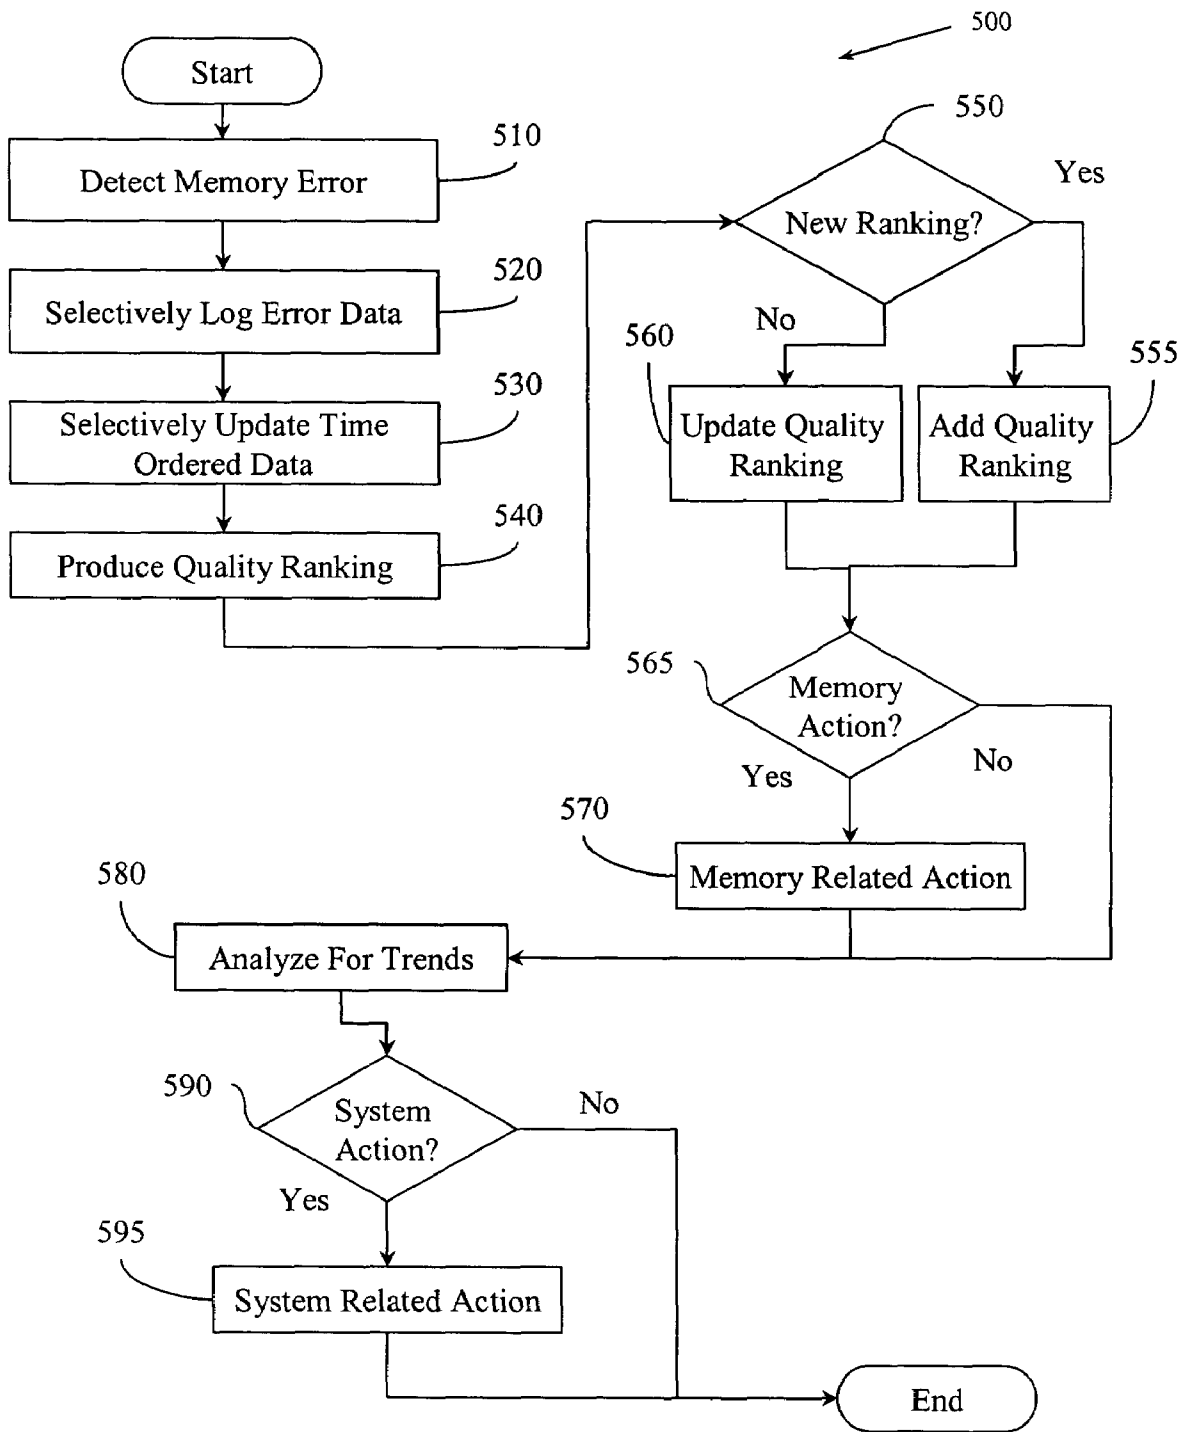 500
Start
510
Detect Memory Error
520
Selectively Log Error Data
530
Selectively Update Time
Ordered Data
540
Produce Quality Ranking
550
New Ranking?
Yes
No
560
Update Quality
Ranking
555
Add Quality
Ranking
565
Memory
Action?
Yes
No
570
Memory Related Action
580
Analyze For Trends
590
System
Action?
No
Yes
595
System Related Action
End